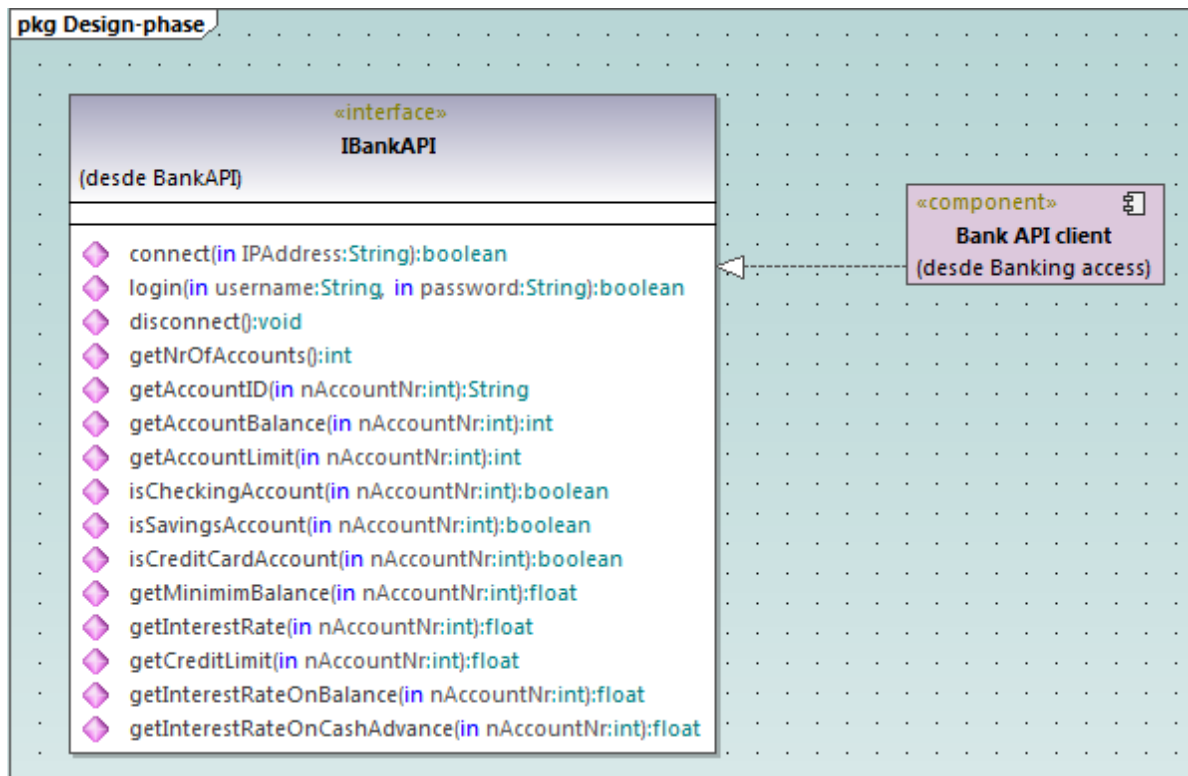 pkg Design-phase
«interface»
IBankAPI
(desde BankAPI)
connect(in IPAddress:String):boolean
login(in username:String, in password:String):boolean
disconnect():void
getNrOfAccounts():int
getAccountID(in nAccountNr:int):String
getAccountBalance(in nAccountNr:int):int
getAccountLimit(in nAccountNr:int):int
isCheckingAccount(in nAccountNr:int):boolean
isSavingsAccount(in nAccountNr:int):boolean
isCreditCardAccount(in nAccountNr:int):boolean
getMinimimBalance(in nAccountNr:int):float
getInterestRate(in nAccountNr:int):float
getCreditLimit(in nAccountNr:int):float
getInterestRateOnBalance(in nAccountNr:int):float
getInterestRateOnCashAdvance(in nAccountNr:int):float
«component»
Bank API client
(desde Banking access)